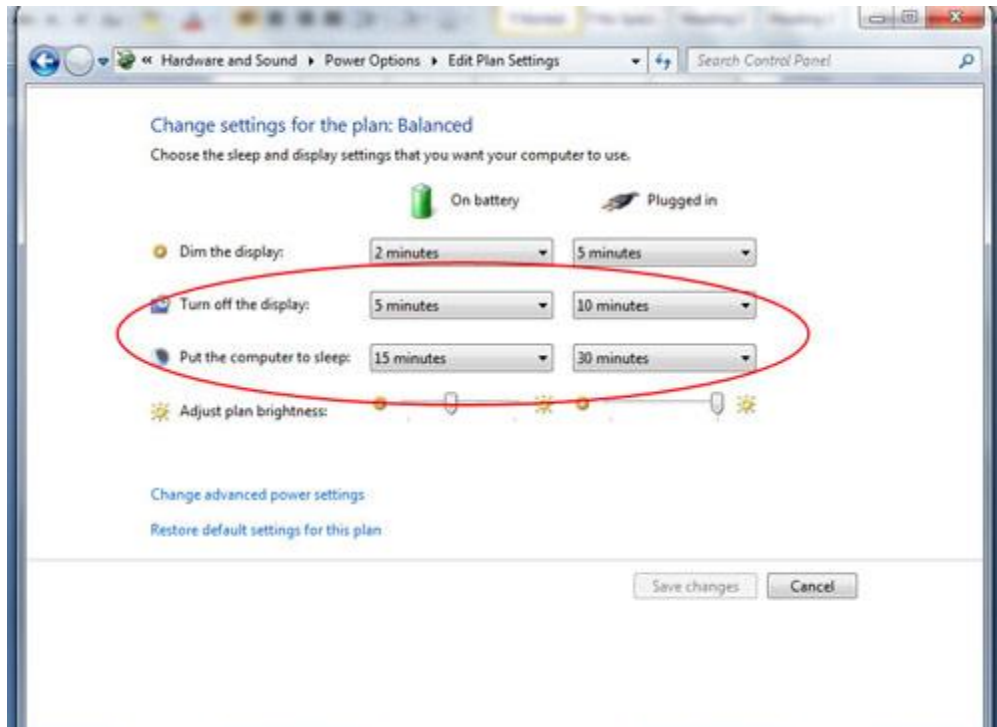 « Hardware and Sound ▸ Power Options ▸ Edit Plan Settings Search Control Panel
Change settings for the plan: Balanced
Choose the sleep and display settings that you want your computer to use.
On battery Plugged in
Dim the display: 2 minutes 5 minutes
Turn off the display: 5 minutes 10 minutes
Put the computer to sleep: 15 minutes 30 minutes
Adjust plan brightness:
Change advanced power settings
Restore default settings for this plan
Save changes Cancel